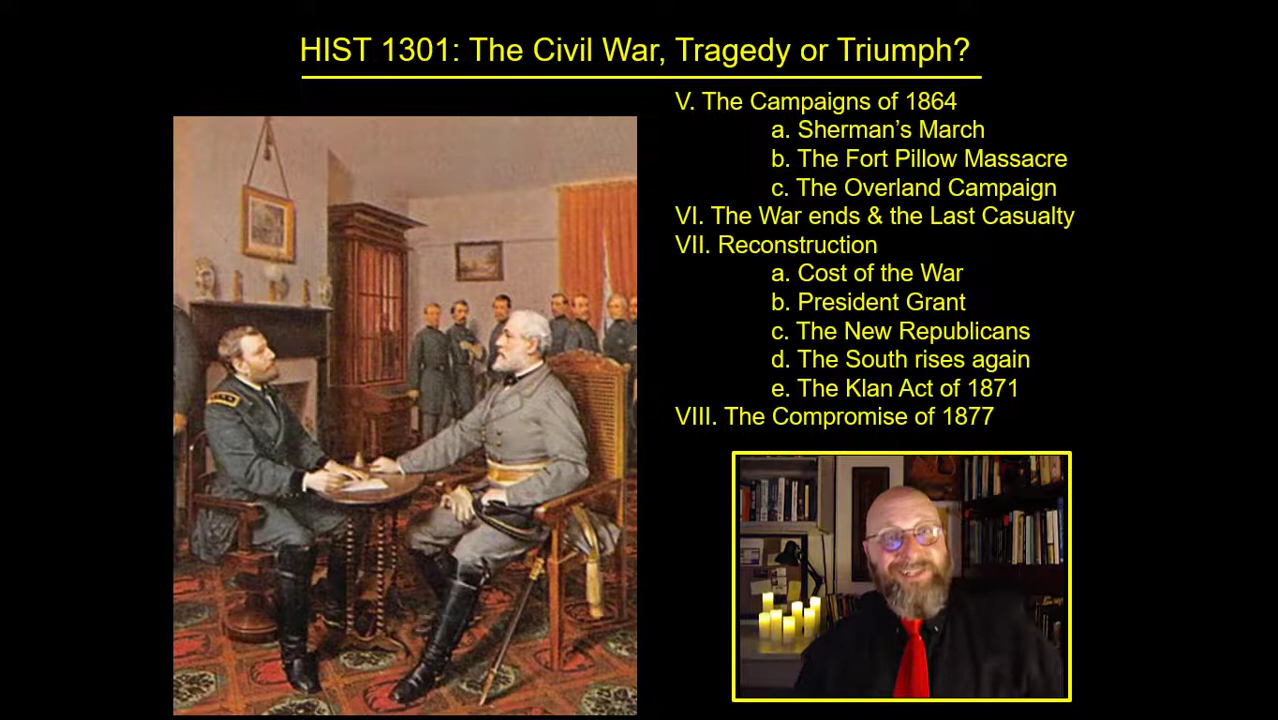 HIST 1301: The Civil War, Tragedy or Triumph?
V. The Campaigns of 1864
a. Sherman's March
b. The Fort Pillow Massacre
c. The Overland Campaign
VI. The War ends & the Last Casualty
VII. Reconstruction
a. Cost of the War
b. President Grant
c. The New Republicans
d. The South rises again
e. The Klan Act of 1871
VIII. The Compromise of 1877